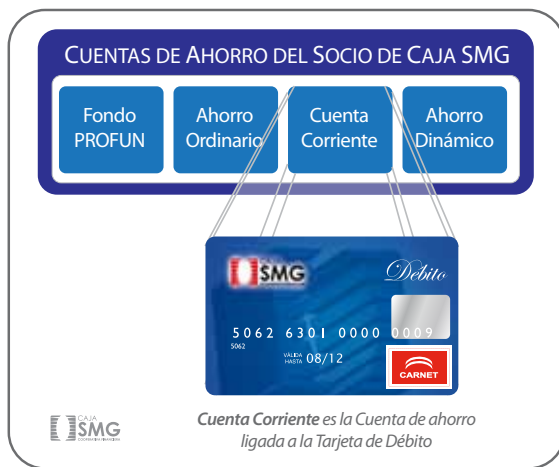 CUENTAS DE AHORRO DEL SOCIO DE CAJA SMG
Fondo
PROFUN
Ahorro
Ordinario
Cuenta
Corriente
Ahorro
Dinámico
SMG
Débito
5062 6301 0000 0009
5062
VÁLIDA
HASTA 08/12
CARNET
CAJA
SMG
COOPERATIVA FINANCIERA
Cuenta Corriente es la Cuenta de ahorro
ligada a la Tarjeta de Débito